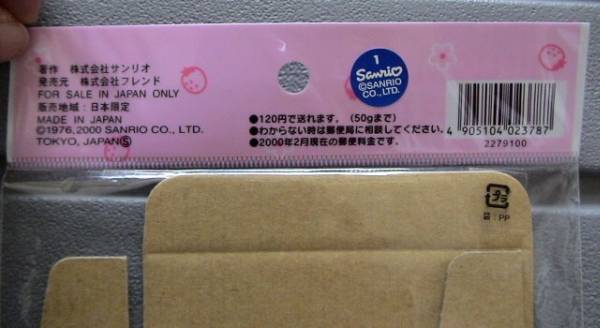 著作 株式会社サンリオ
発売元 株式会社フレンド
FOR SALE IN JAPAN ONLY
販売地域:日本限定
MADE IN JAPAN
©1976,2000 SANRIO CO., LTD.
TOKYO, JAPANⓈ
●120円で送れます。(50gまで)
●わからない時は郵便局に相談してください。
●2000年2月現在の郵便料金です。
1
Sanrio
©SANRIO
CO.,LTD.
4 905104 023787
2279100
プラ
袋:PP